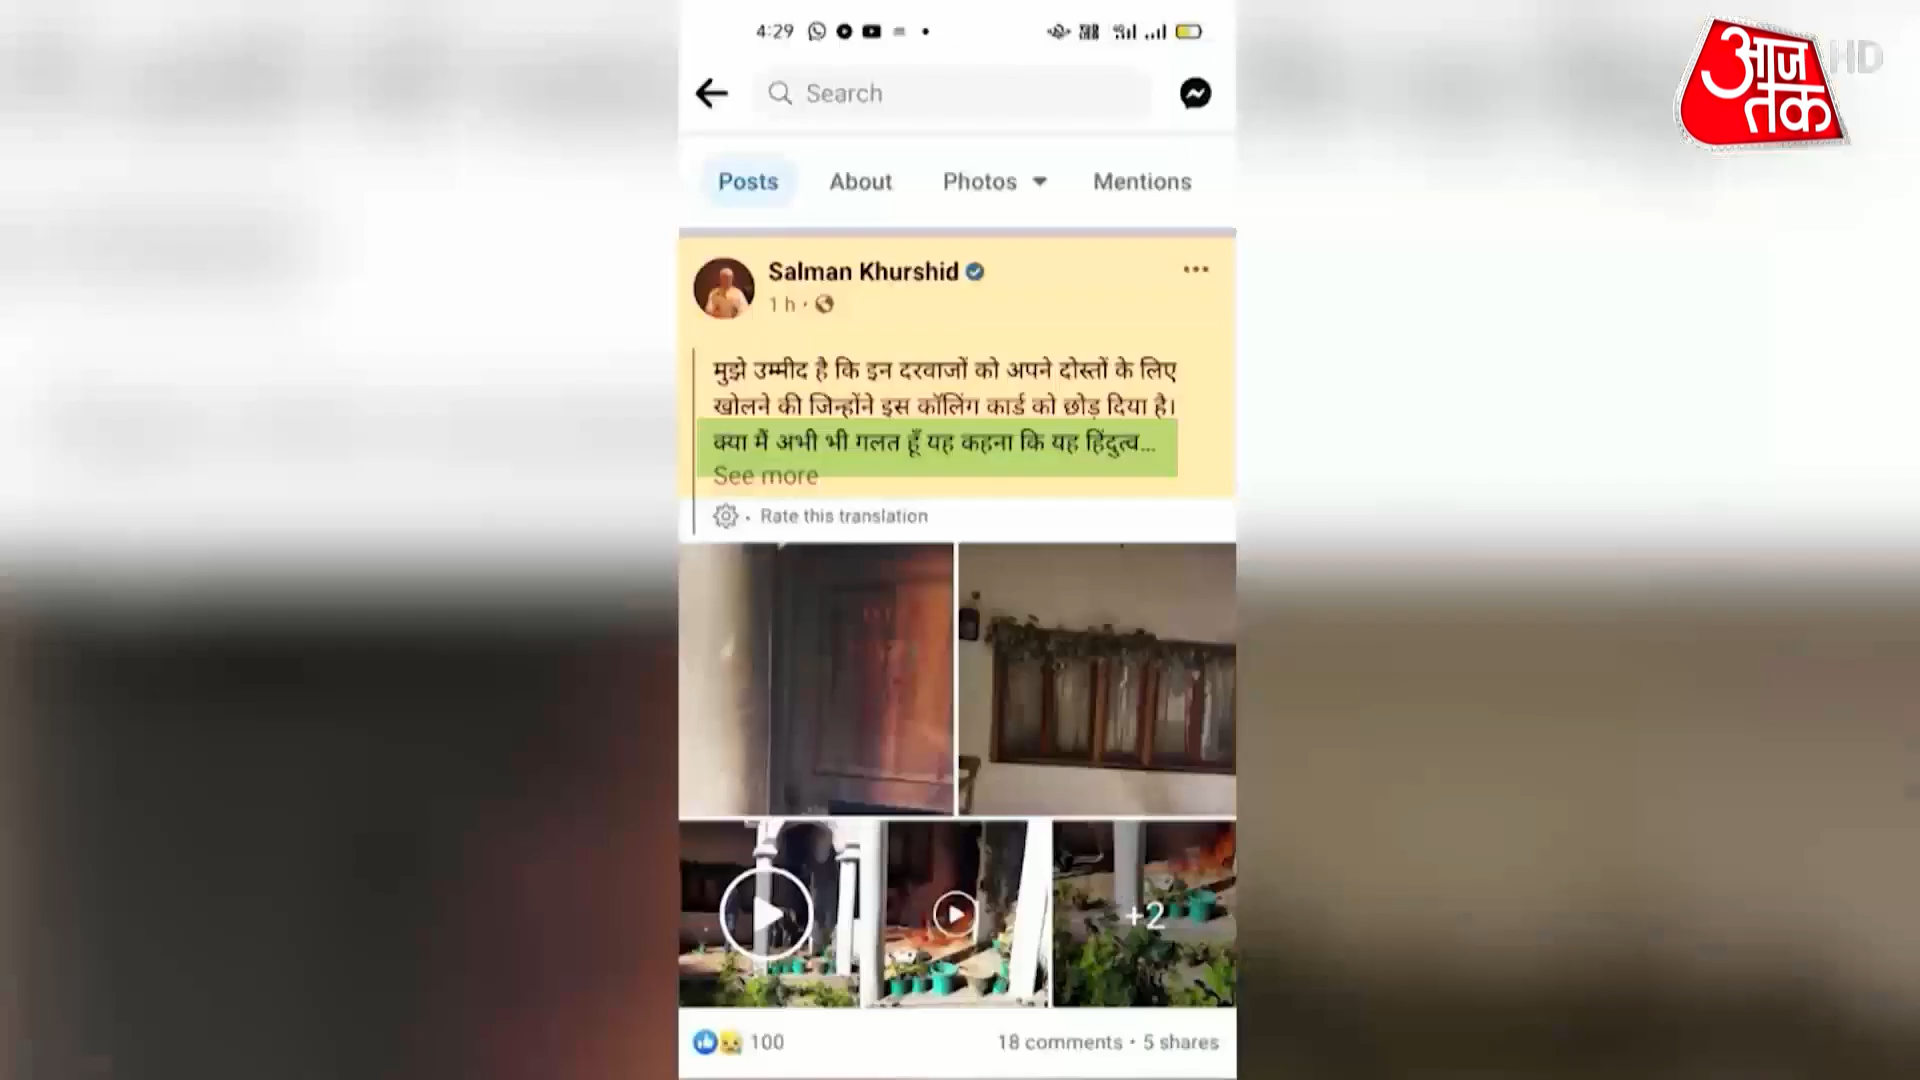 4:29
आज तक HD
Search
Posts About Photos Mentions
Salman Khurshid
1 h
मुझे उम्मीद है कि इन दरवाजों को अपने दोस्तों के लिए
खोलने की जिन्होंने इस कॉलिंग कार्ड को छोड़ दिया है।
क्या मैं अभी भी गलत हूँ यह कहना कि यह हिंदुत्व...
See more
Rate this translation
+2
100 18 comments · 5 shares